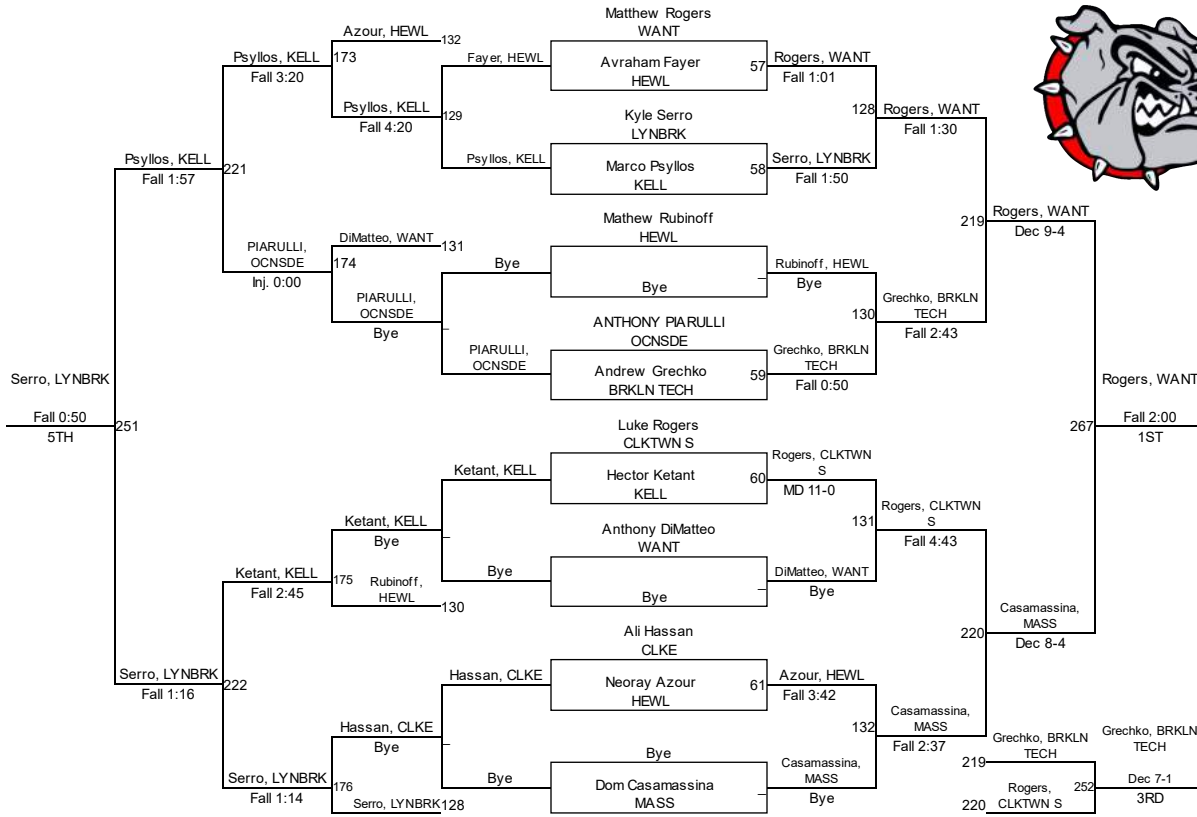 Matthew Rogers
WANT
Azour, HEWL
132
Psyllos, KELL
173
Fayer, HEWL
Avraham Fayer
57
Rogers, WANT
Fall 3:20
HEWL
Fall 1:01
Psyllos, KELL
129
Kyle Serro
128
Rogers, WANT
Fall 4:20
LYNBRK
Fall 1:30
Psyllos, KELL
221
Psyllos, KELL
Marco Psyllos
58
Serro, LYNBRK
Fall 1:57
KELL
Fall 1:50
Mathew Rubinoff
219
Rogers, WANT
HEWL
Dec 9-4
PIARULLI,
OCNSDE
DiMatteo, WANT
131
174
Inj. 0:00
Bye
Bye
Rubinoff, HEWL
Bye
PIARULLI,
OCNSDE
Bye
ANTHONY PIARULLI
OCNSDE
130
Grechko, BRKLN
TECH
Fall 2:43
PIARULLI,
OCNSDE
Andrew Grechko
BRKLN TECH
59
Grechko, BRKLN
TECH
Fall 0:50
Serro, LYNBRK
Rogers, WANT
Fall 0:50
5TH
251
267
Fall 2:00
1ST
Luke Rogers
CLKTWN S
Ketant, KELL
Hector Ketant
KELL
60
Rogers, CLKTWN
S
MD 11-0
Ketant, KELL
Bye
Anthony DiMatteo
WANT
131
Rogers, CLKTWN
S
Fall 4:43
Ketant, KELL
Fall 2:45
175
Rubinoff,
HEWL
130
Bye
Bye
DiMatteo, WANT
Bye
Ali Hassan
CLKE
220
Casamassina,
MASS
Dec 8-4
Serro, LYNBRK
Fall 1:16
222
Hassan, CLKE
Neoray Azour
HEWL
61
Azour, HEWL
Fall 3:42
Hassan, CLKE
Bye
Bye
132
Casamassina,
MASS
Fall 2:37
Serro, LYNBRK
Fall 1:14
176
Serro, LYNBRK
128
Bye
Dom Casamassina
MASS
Casamassina,
MASS
Bye
219
Grechko, BRKLN
TECH
Grechko, BRKLN
TECH
220
Rogers,
CLKTWN S
252
Dec 7-1
3RD